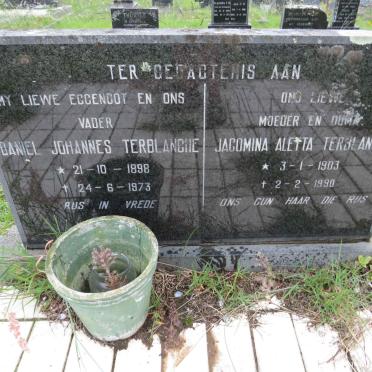 TER GEDAGTENIS AAN
MY LIEWE EGGENOOT EN ONS
VADER
DANIEL JOHANNES TERBLANCHE
★ 21-10-1898
✝ 24-6-1973
RUS IN VREDE
ONS LIEWE
MOEDER EN OUMA
JACOMINA ALETTA TERBLAN
★ 3-1-1903
✝ 2-2-1990
ONS GUN HAAR DIE RUS